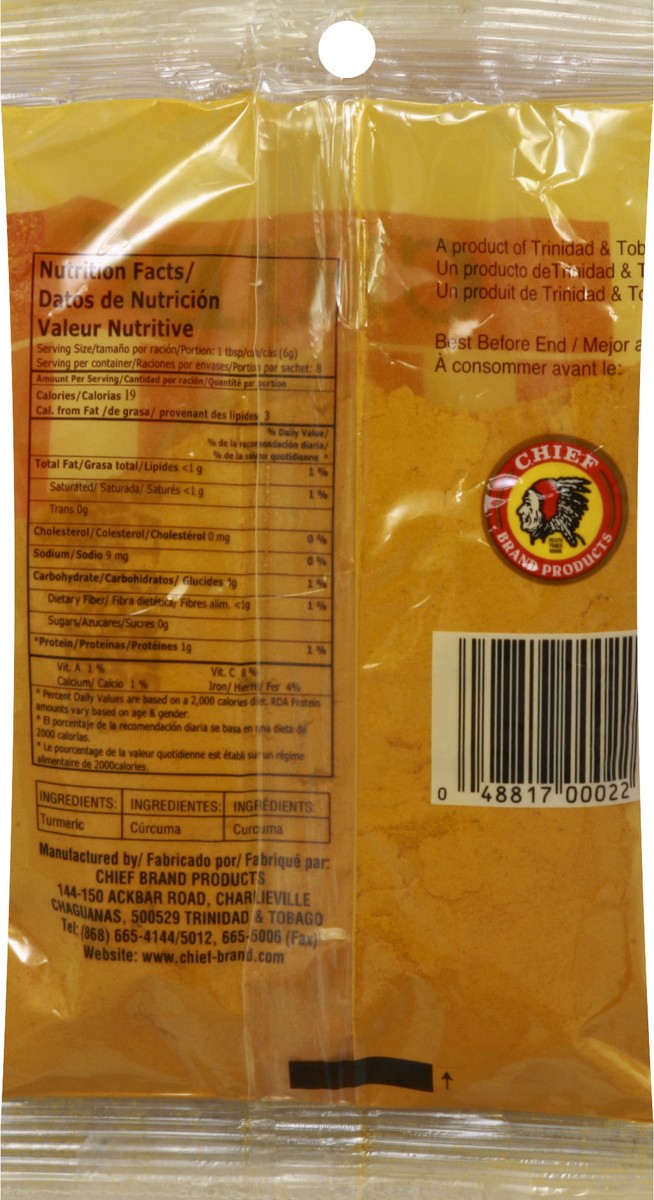 Nutrition Facts/
Datos de Nutrición
Valeur Nutritive
Serving Size/tamaño por ración/Portion: 1 tbsp/csh/càs (6g)
Serving per container/Raciones por envases/Portion par sachet: 8
Amount Per Serving/Cantidad por ración/Quantité par portion
Calories/Calorias 19
Cal. from Fat /de grasa/ provenant des lipides 3
% Daily Value/
% de la recomendación diaria/
% de la valeur quotidienne *
Total Fat/Grasa total/Lipides <1 g 1 %
Saturated/ Saturada/ Saturés <1 g 1 %
Trans 0g
Cholesterol/Colesterol/Cholestérol 0 mg 0 %
Sodium/Sodio 9 mg 0 %
Carbohydrate/Carbohidratos/ Glucides 4g 1 %
Dietary Fiber/ Fibra dietética/ Fibres alim. <1g 1 %
Sugars/Azucares/Sucres 0g
*Protein/Proteinas/Protéines 1g 1 %
Vit. A 1 % Vit. C 8 %
Calcium/ Calcio 1 % Iron/ Hierro/ Fer 4%
* Percent Daily Values are based on a 2,000 calories diet. RDA Protein
amounts vary based on age & gender.
* El porcentaje de la recomendación diaria se basa en una dieta de
2000 calorías.
* Le pourcentage de la valeur quotidienne est établi sur un régime
alimentaire de 2000calories.
INGREDIENTS: INGREDIENTES: INGRÉDIENTS:
Turmeric Cúrcuma Curcuma
Manufactured by/ Fabricado por/ Fabriqué par:
CHIEF BRAND PRODUCTS
144-150 ACKBAR ROAD, CHARLIEVILLE
CHAGUANAS, 500529 TRINIDAD & TOBAGO
Tel: (868) 665-4144/5012, 665-5006 (Fax)
Website: www.chief-brand.com
A product of Trinidad & Tob
Un producto deTrinidad & T
Un produit de Trinidad & To
Best Before End / Mejor a
À consommer avant le:
CHIEF
BRAND PRODUCTS
0 48817 00022